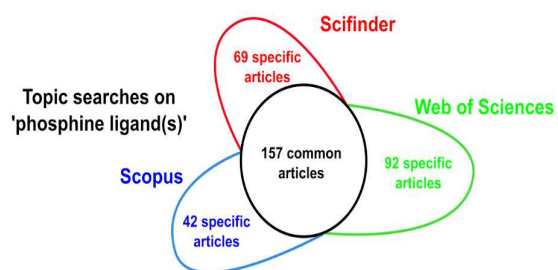 Scifinder
69 specific
articles
Topic searches on
'phosphine ligand(s)'
Web of Sciences
157 common
articles
92 specific
articles
Scopus
42 specific
articles